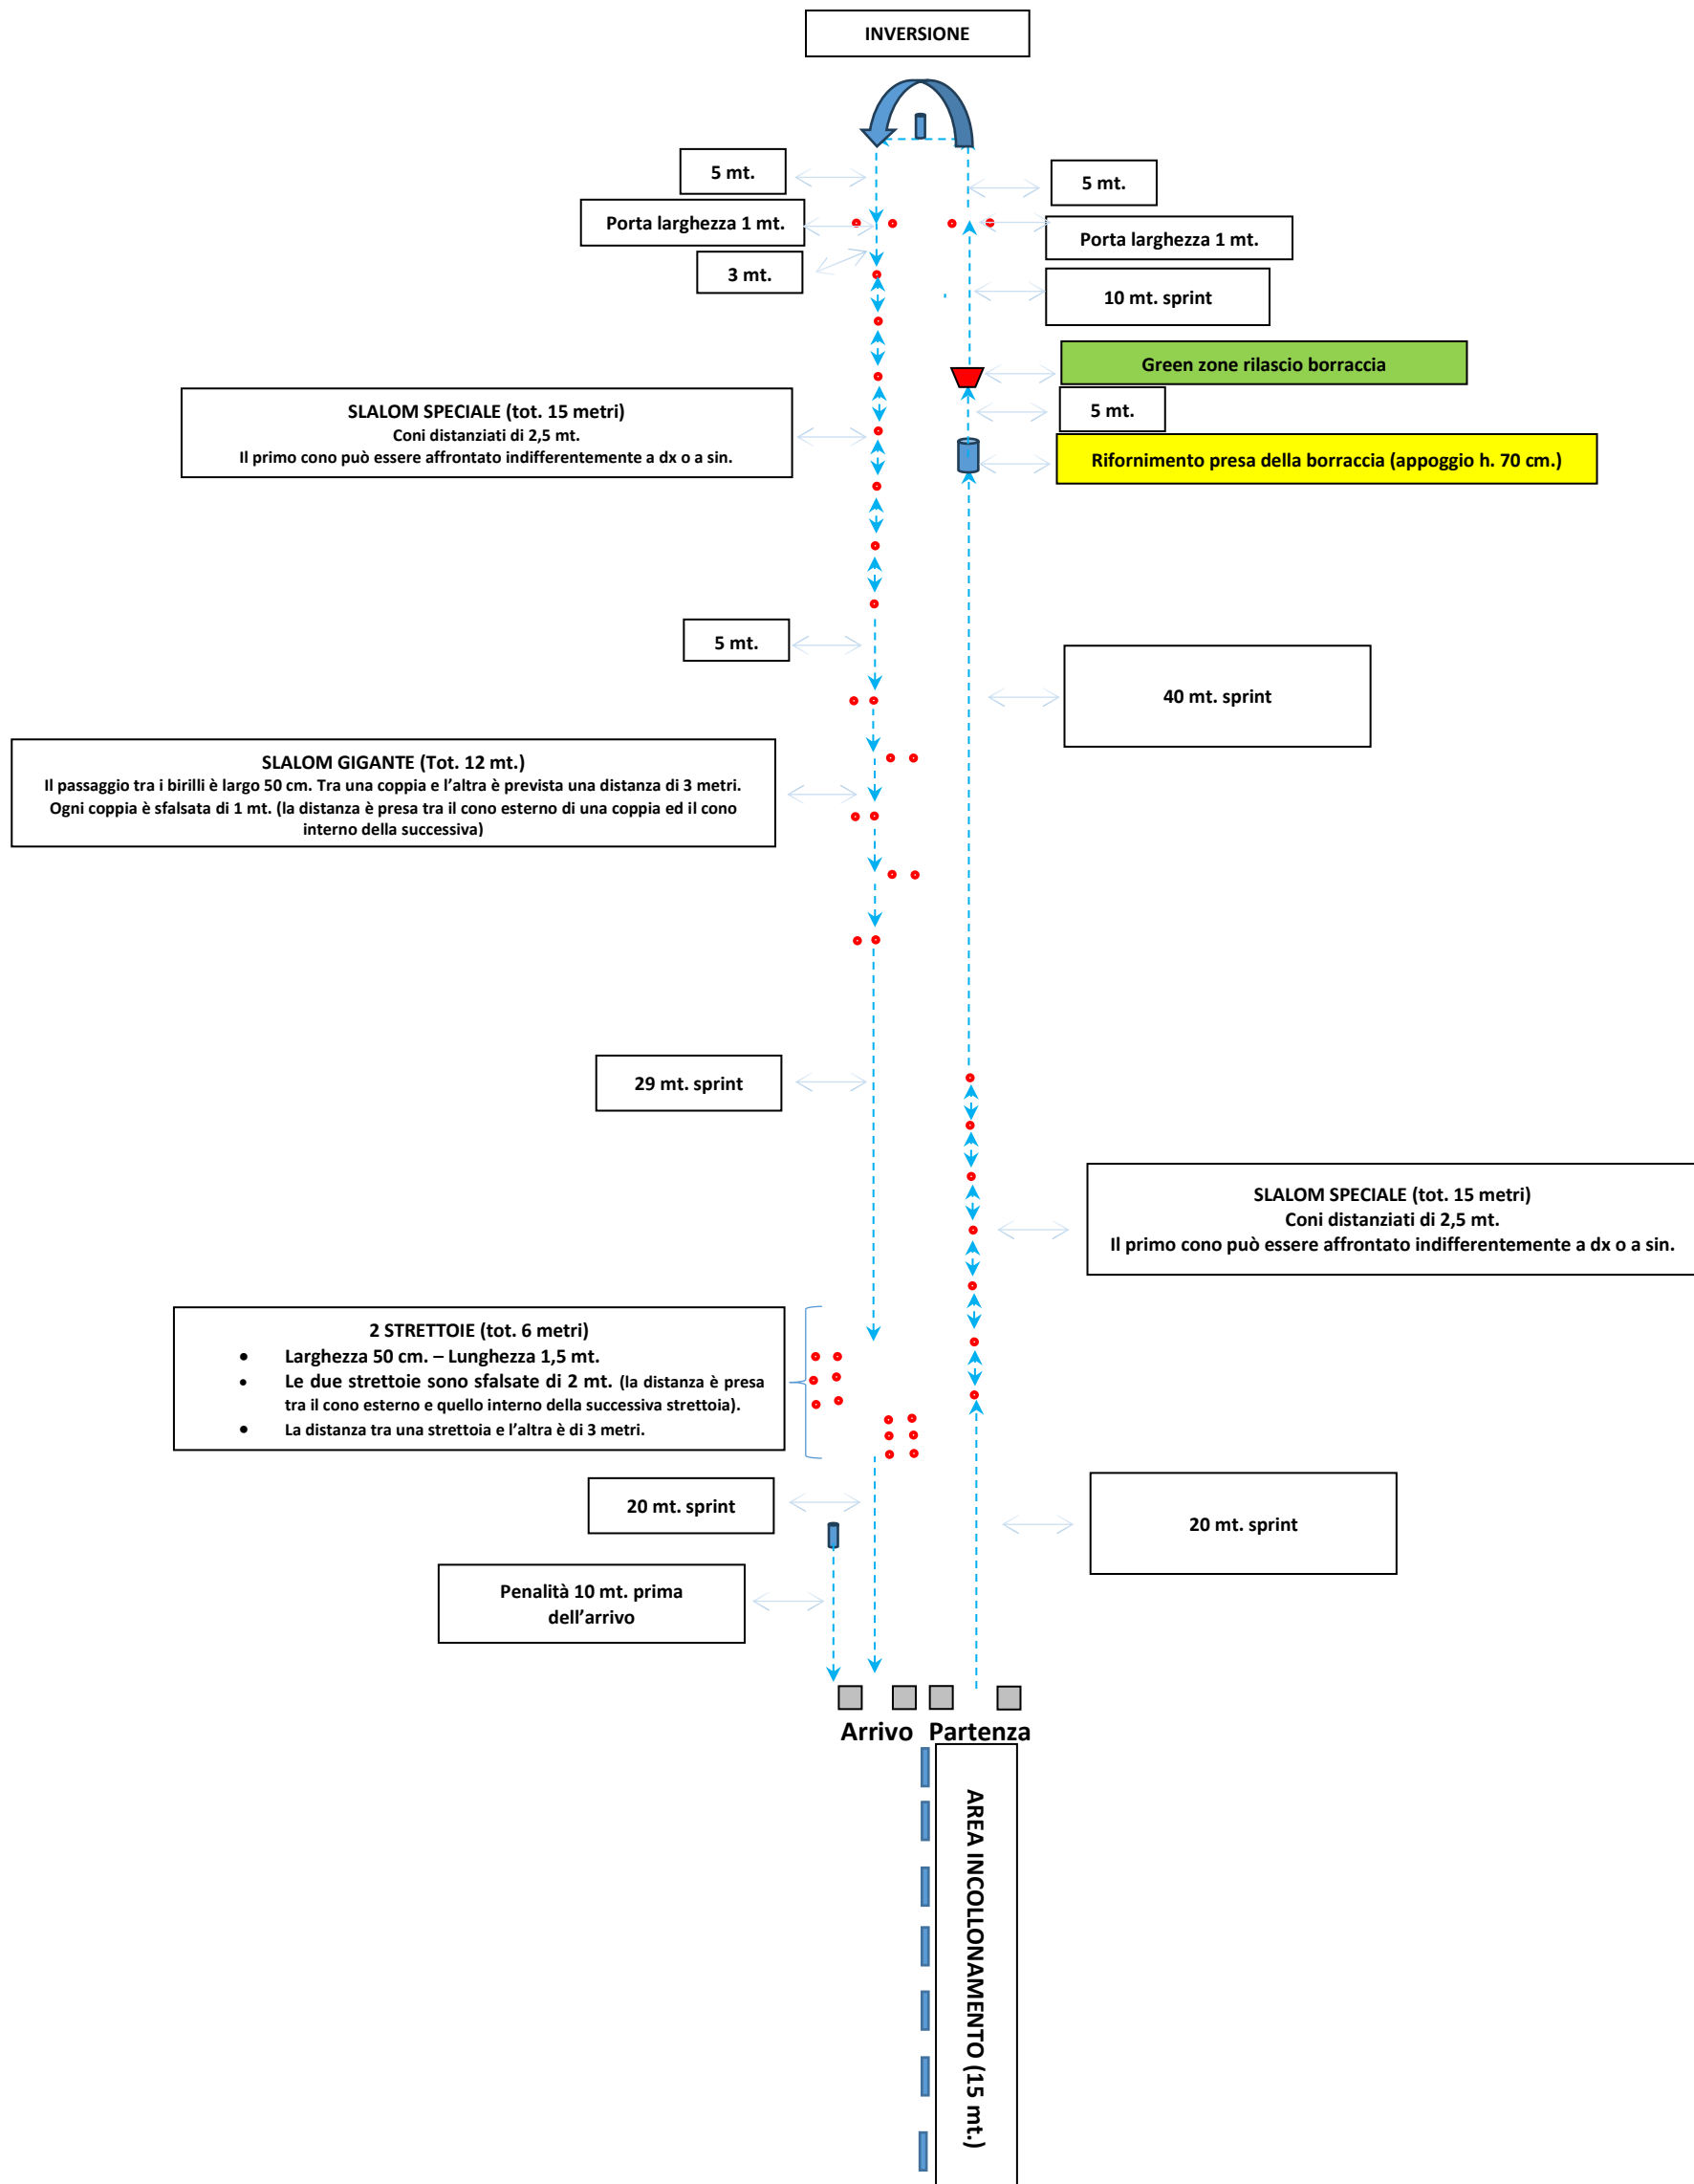 INVERSIONE
5 mt.
5 mt.
Porta larghezza 1 mt.
Porta larghezza 1 mt.
3 mt.
10 mt. sprint
Green zone rilascio borraccia
5 mt.
SLALOM SPECIALE (tot. 15 metri)
Coni distanziati di 2,5 mt.
Il primo cono può essere affrontato indifferentemente a dx o a sin.
Rifornimento presa della borraccia (appoggio h. 70 cm.)
5 mt.
40 mt. sprint
SLALOM GIGANTE (Tot. 12 mt.)
Il passaggio tra i birilli è largo 50 cm. Tra una coppia e l’altra è prevista una distanza di 3 metri.
Ogni coppia è sfalsata di 1 mt. (la distanza è presa tra il cono esterno di una coppia ed il cono
interno della successiva)
29 mt. sprint
SLALOM SPECIALE (tot. 15 metri)
Coni distanziati di 2,5 mt.
Il primo cono può essere affrontato indifferentemente a dx o a sin.
2 STRETTOIE (tot. 6 metri)
• Larghezza 50 cm. – Lunghezza 1,5 mt.
• Le due strettoie sono sfalsate di 2 mt. (la distanza è presa
tra il cono esterno e quello interno della successiva strettoia).
• La distanza tra una strettoia e l’altra è di 3 metri.
20 mt. sprint
20 mt. sprint
Penalità 10 mt. prima
dell’arrivo
Arrivo Partenza
AREA INCOLLONAMENTO (15 mt.)